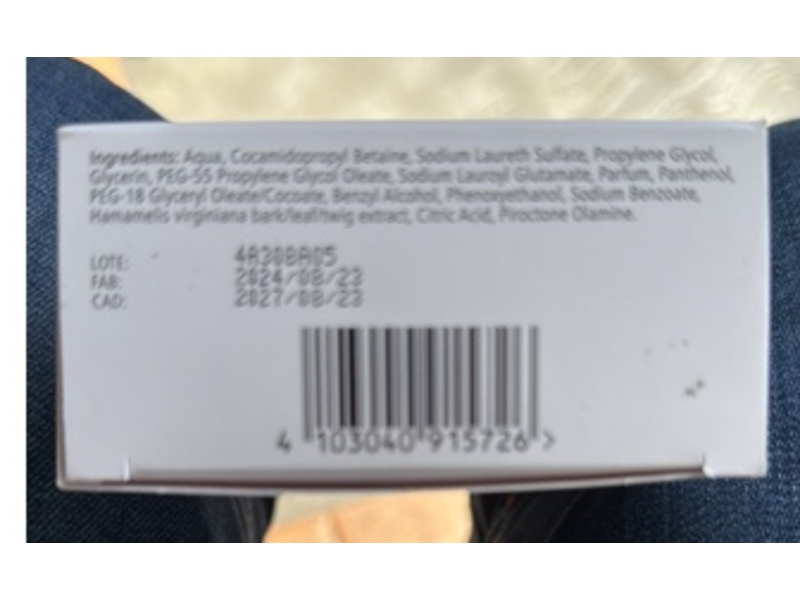 Ingredients: Aqua, Cocamidopropyl Betaine, Sodium Laureth Sulfate, Propylene Glycol,
Glycerin, PEG-55 Propylene Glycol Oleate, Sodium Lauroyl Glutamate, Parfum, Panthenol,
PEG-18 Glyceryl Oleate/Cocoate, Benzyl Alcohol, Phenoxyethanol, Sodium Benzoate,
Hamamelis virginiana bark/leaf/twig extract, Citric Acid, Piroctone Olamine.
LOTE: 4A30BA05
FAB: 2024/08/23
CAD: 2027/08/23
4 103040 915726 >